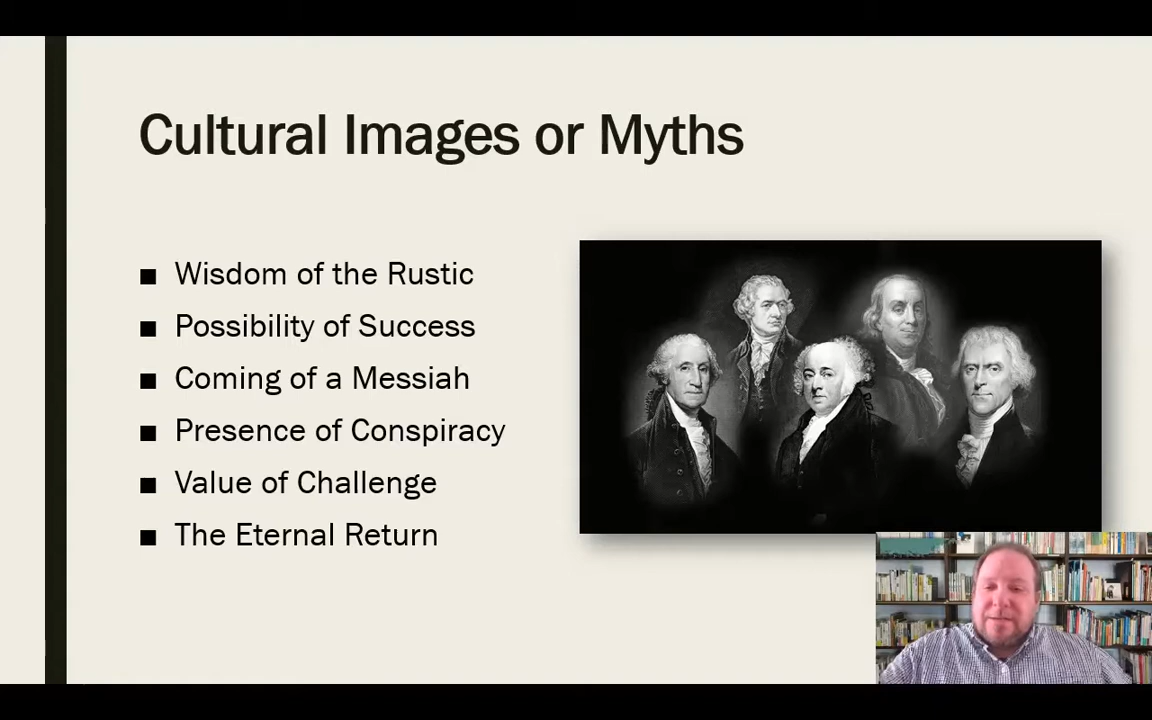 Cultural Images or Myths
■ Wisdom of the Rustic
■ Possibility of Success
■ Coming of a Messiah
■ Presence of Conspiracy
■ Value of Challenge
■ The Eternal Return